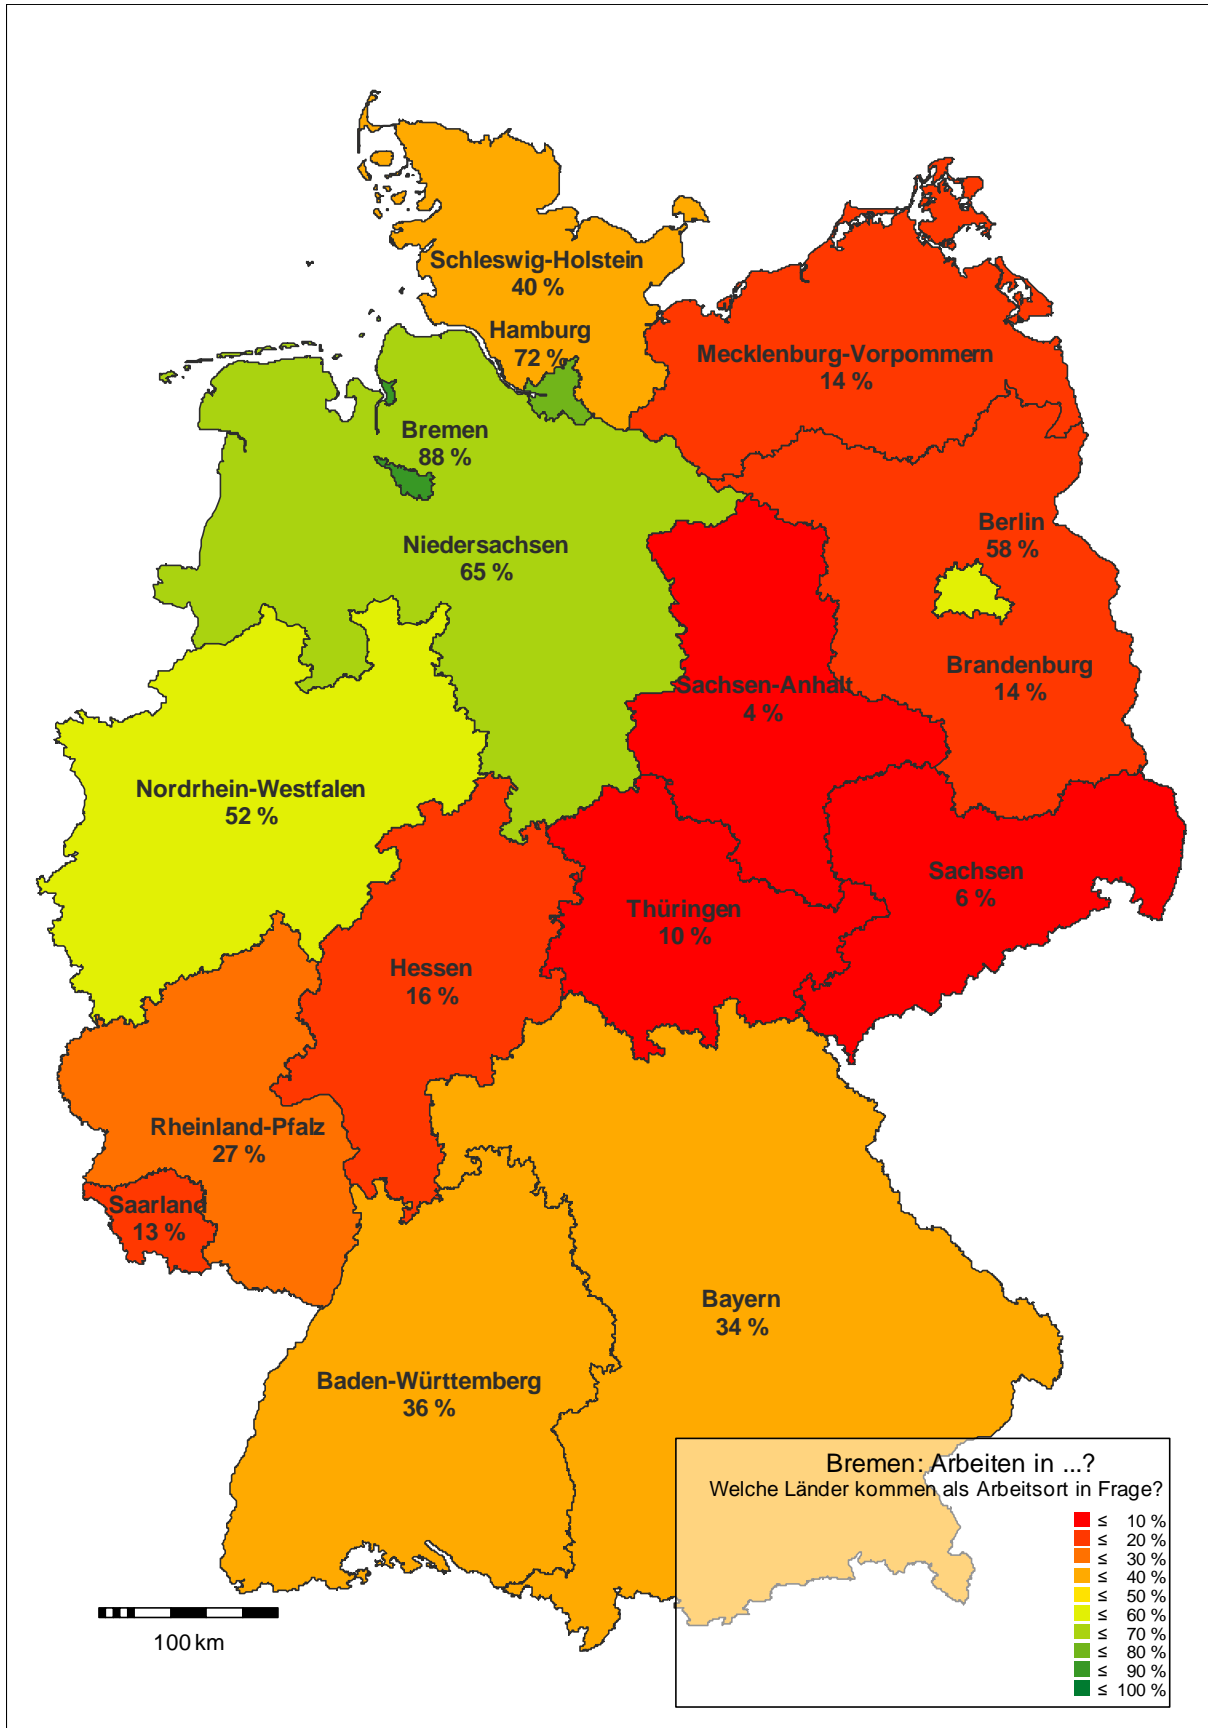 Schleswig-Holstein
40 %
Hamburg
72 %
Mecklenburg-Vorpommern
14 %
Bremen
88 %
Berlin
58 %
Niedersachsen
65 %
Brandenburg
14 %
Sachsen-Anhalt
4 %
Nordrhein-Westfalen
52 %
Sachsen
6 %
Thüringen
10 %
Hessen
16 %
Rheinland-Pfalz
27 %
Saarland
13 %
Bayern
34 %
Baden-Württemberg
36 %
Bremen: Arbeiten in ...?
Welche Länder kommen als Arbeitsort in Frage?
≤ 10 %
≤ 20 %
≤ 30 %
≤ 40 %
≤ 50 %
≤ 60 %
≤ 70 %
≤ 80 %
≤ 90 %
≤ 100 %
100 km